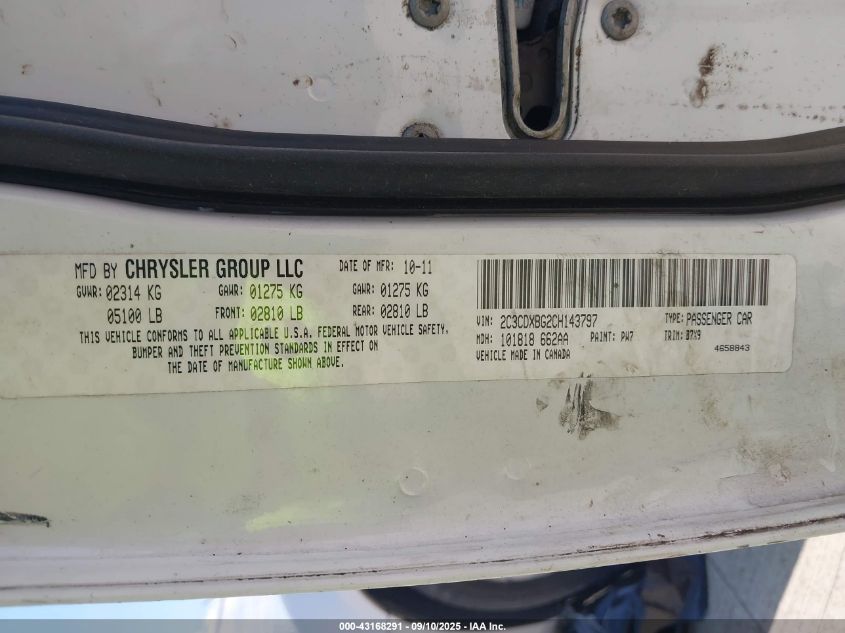 MFD BY CHRYSLER GROUP LLC DATE OF MFR: 10-11
GVWR: 02314 KG GAWR: 01275 KG GAWR: 01275 KG
05100 LB FRONT: 02810 LB REAR: 02810 LB
THIS VEHICLE CONFORMS TO ALL APPLICABLE U.S.A. FEDERAL MOTOR VEHICLE SAFETY,
BUMPER AND THEFT PREVENTION STANDARDS IN EFFECT ON
THE DATE OF MANUFACTURE SHOWN ABOVE.
VIN: 2C3CDXBG2CH143797 TYPE: PASSENGER CAR
MDH: 101818 662AA PAINT: PW7 TRIM: B7X9
VEHICLE MADE IN CANADA 4658843
000-43168291 - 09/10/2025 - IAA Inc.